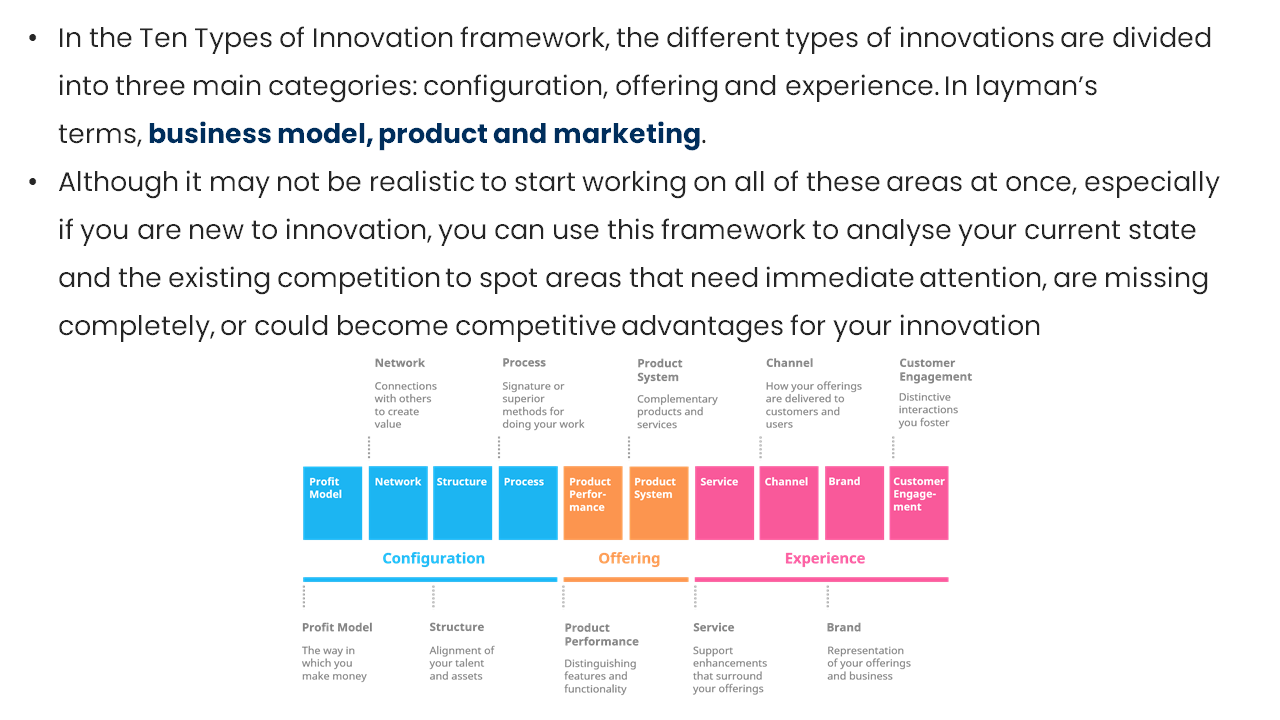 • In the Ten Types of Innovation framework, the different types of innovations are divided
into three main categories: configuration, offering and experience. In layman’s
terms, business model, product and marketing.
• Although it may not be realistic to start working on all of these areas at once, especially
if you are new to innovation, you can use this framework to analyse your current state
and the existing competition to spot areas that need immediate attention, are missing
completely, or could become competitive advantages for your innovation
Network
Connections
with others
to create
value
Process
Signature or
superior
methods for
doing your work
Product
System
Complementary
products and
services
Channel
How your offerings
are delivered to
customers and
users
Customer
Engagement
Distinctive
interactions
you foster
Profit
Model
Network
Structure
Process
Product
Perfor-
mance
Product
System
Service
Channel
Brand
Customer
Engage-
ment
Configuration
Offering
Experience
Profit Model
The way in
which you
make money
Structure
Alignment of
your talent
and assets
Product
Performance
Distinguishing
features and
functionality
Service
Support
enhancements
that surround
your offerings
Brand
Representation
of your offerings
and business